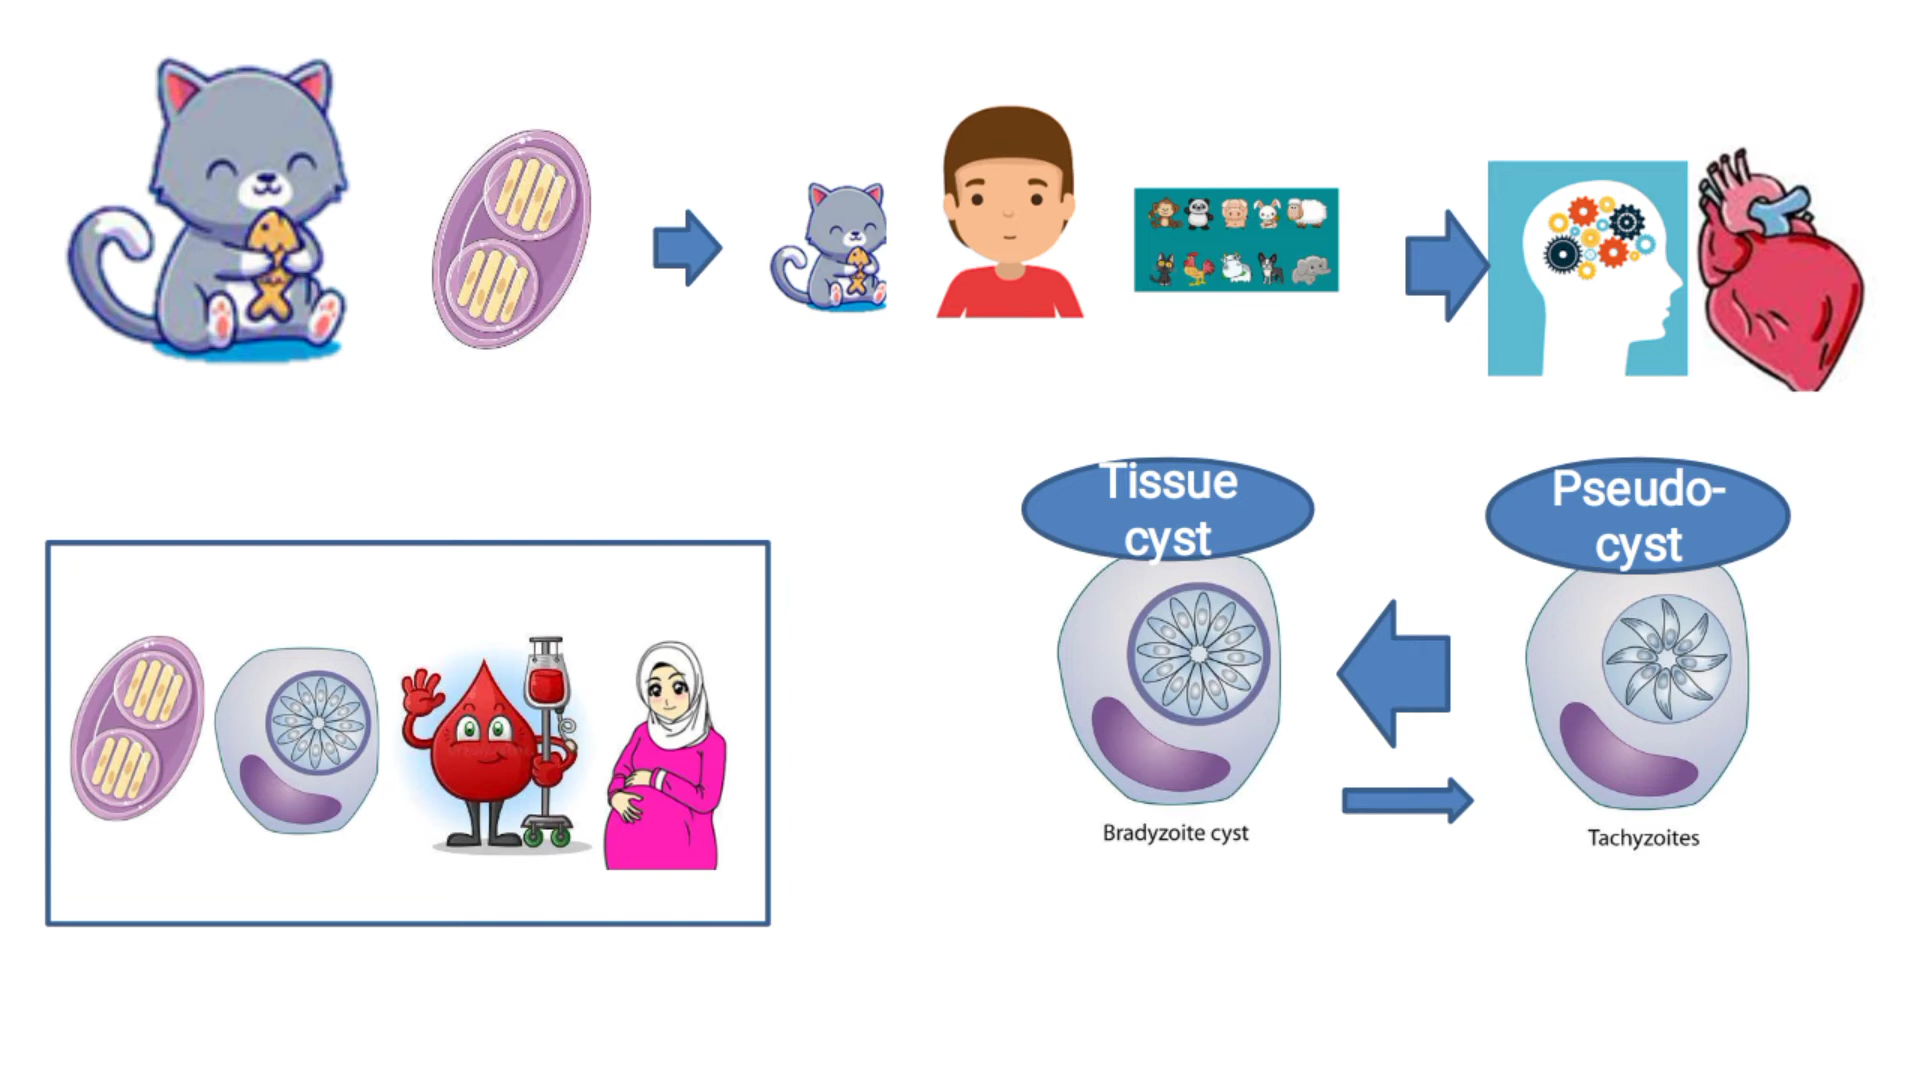 Tissue
cyst
Pseudo-
cyst
Bradyzoite cyst
Tachyzoites